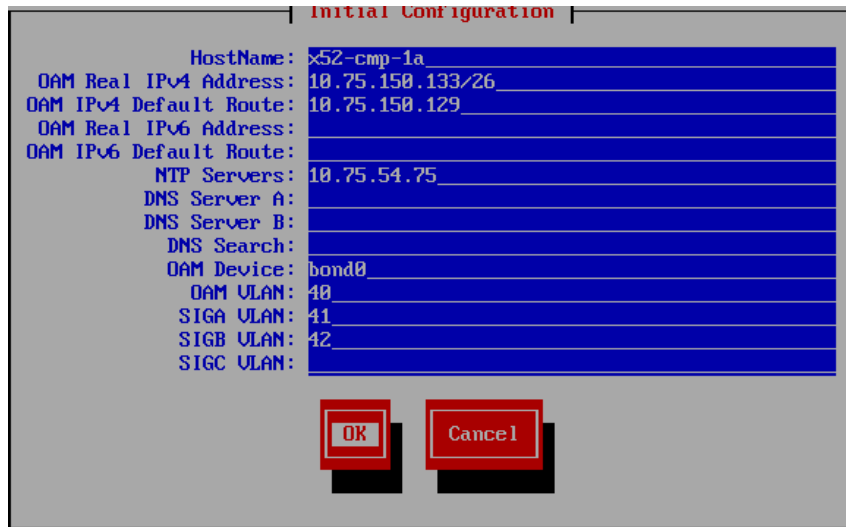 Initial Configuration
HostName: x52-cmp-1a
OAM Real IPv4 Address: 10.75.150.133/26
OAM IPv4 Default Route: 10.75.150.129
OAM Real IPv6 Address:
OAM IPv6 Default Route:
NTP Servers: 10.75.54.75
DNS Server A:
DNS Server B:
DNS Search:
OAM Device: bond0
OAM VLAN: 40
SIGA VLAN: 41
SIGB VLAN: 42
SIGC VLAN:
OK Cancel